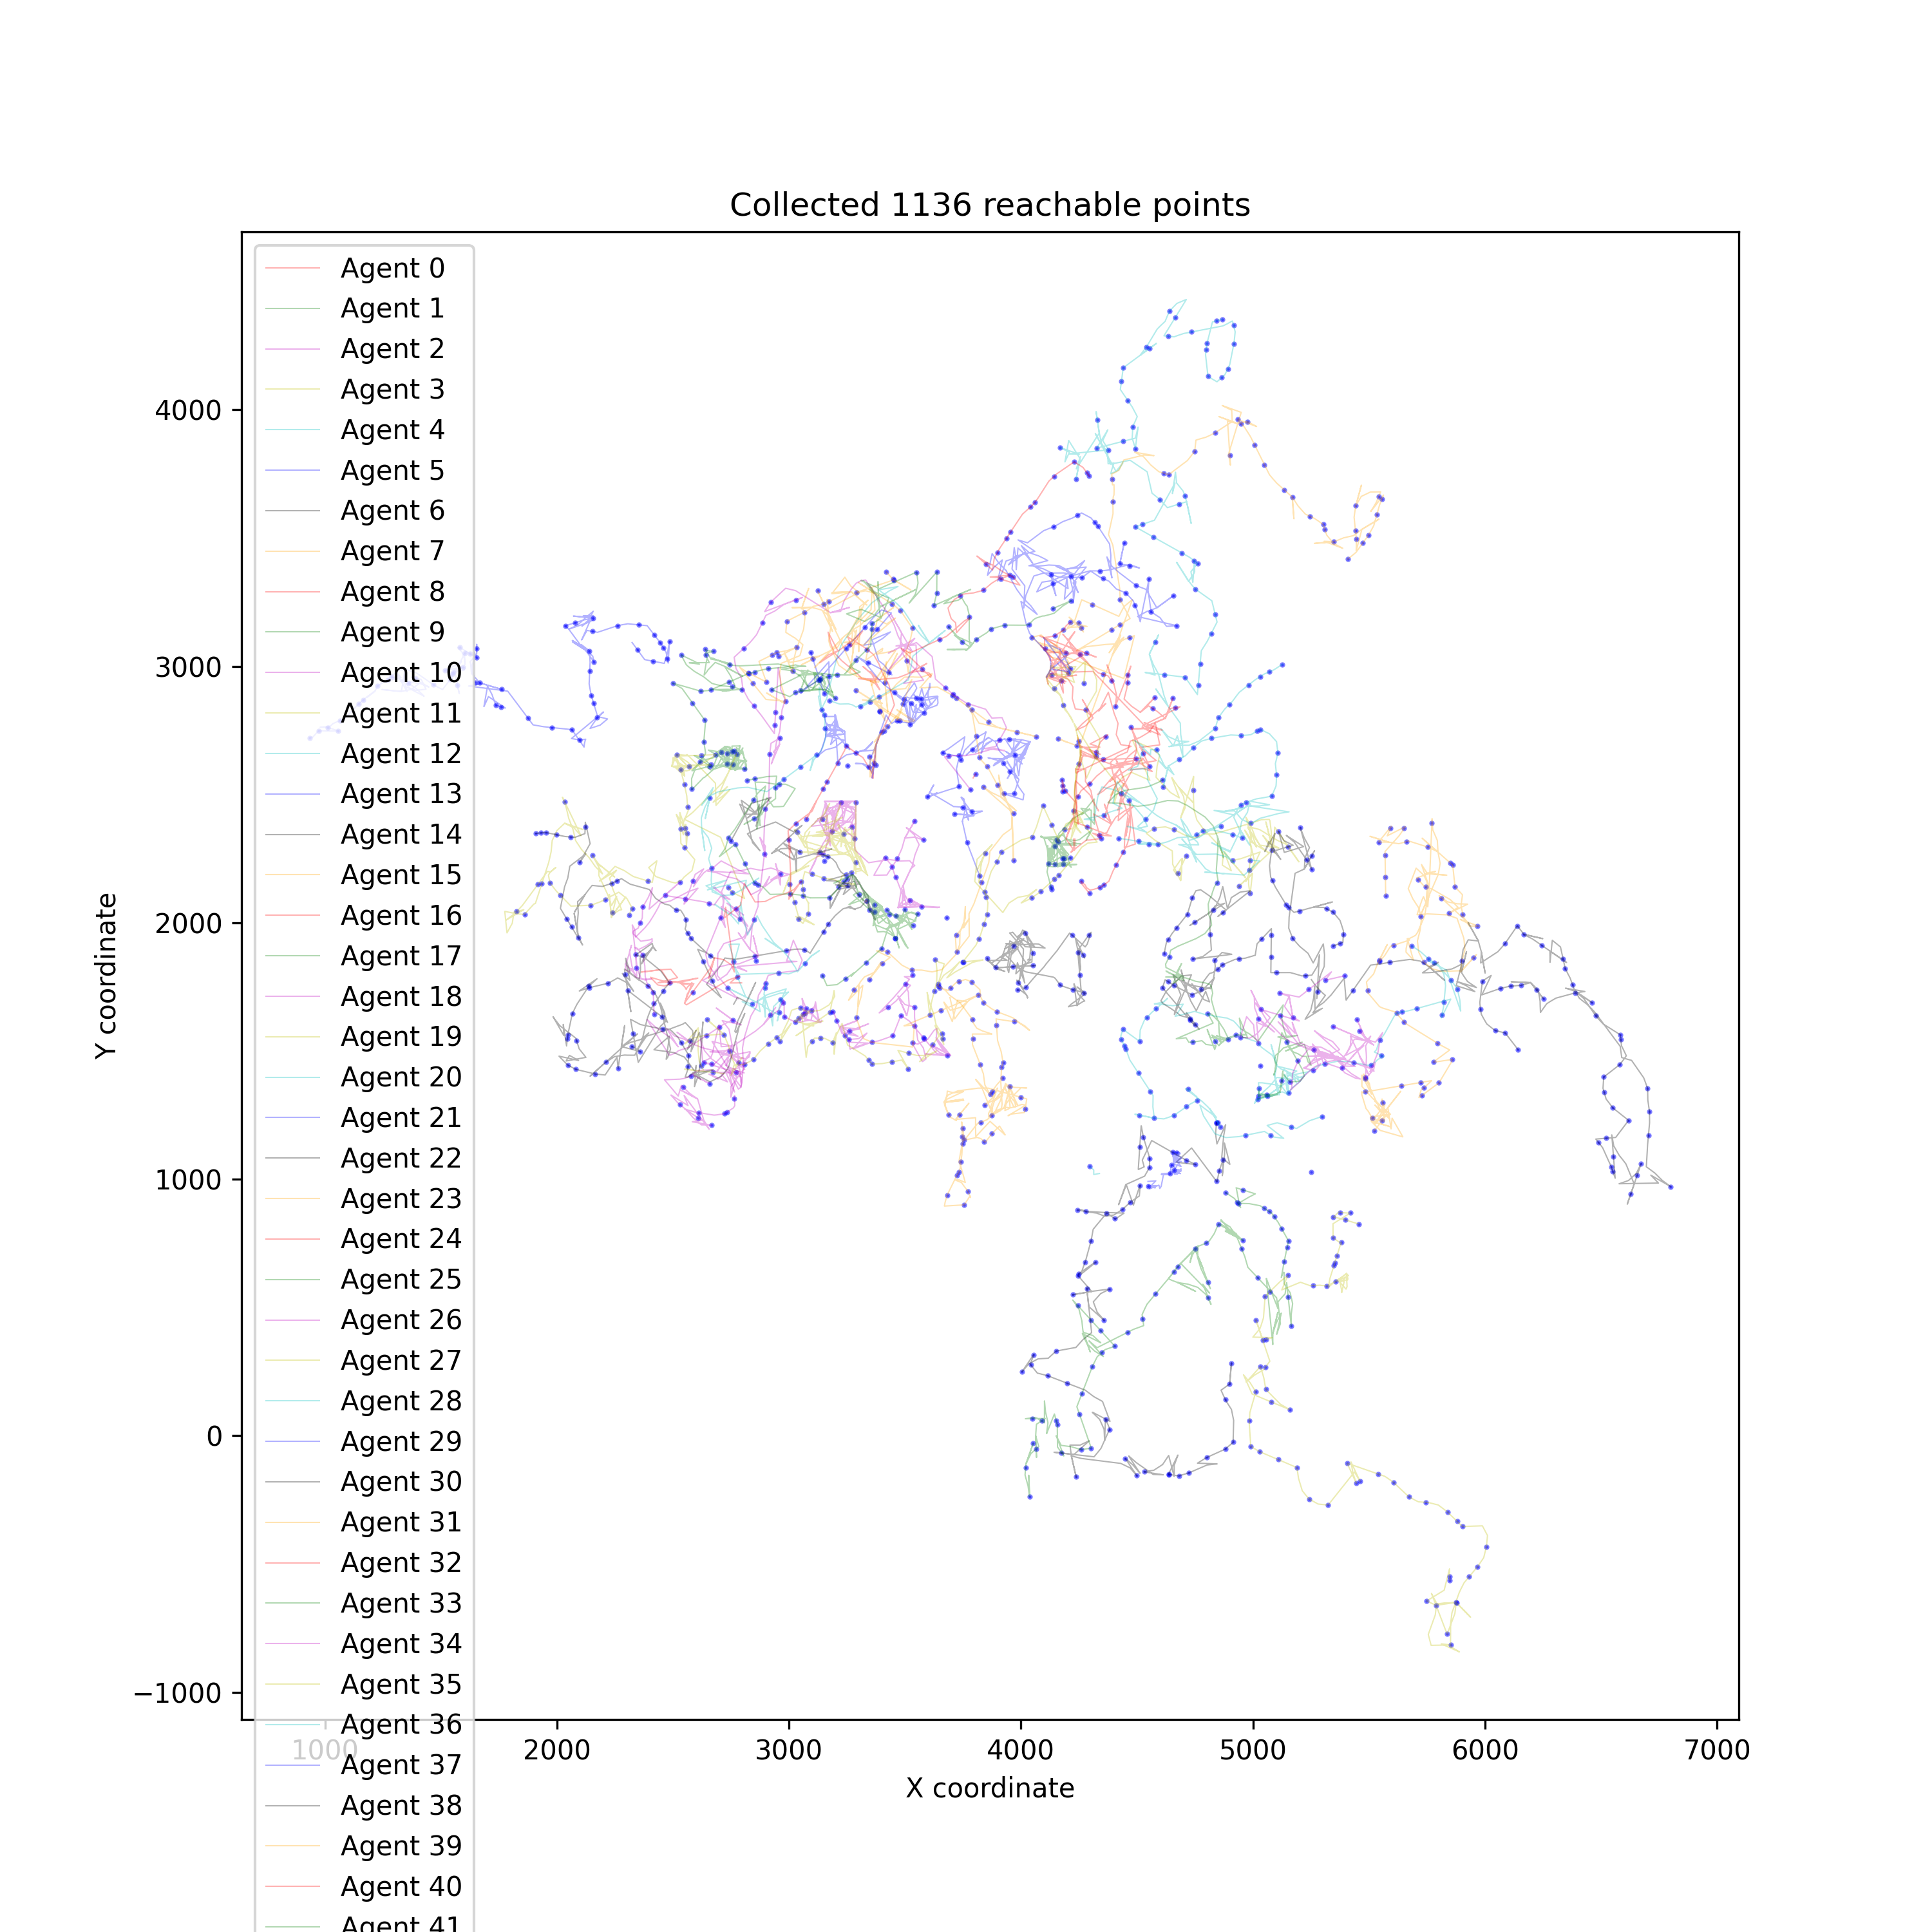 Collected 1136 reachable points
Agent 0
Agent 1
Agent 2
Agent 3
Agent 4
Agent 5
Agent 6
Agent 7
Agent 8
Agent 9
Agent 10
Agent 11
Agent 12
Agent 13
Agent 14
Agent 15
Agent 16
Agent 17
Agent 18
Agent 19
Agent 20
Agent 21
Agent 22
Agent 23
Agent 24
Agent 25
Agent 26
Agent 27
Agent 28
Agent 29
Agent 30
Agent 31
Agent 32
Agent 33
Agent 34
Agent 35
Agent 36
Agent 37
Agent 38
Agent 39
Agent 40
Agent 41
4000
3000
2000
1000
0
−1000
Y coordinate
1000
2000
3000
4000
5000
6000
7000
X coordinate